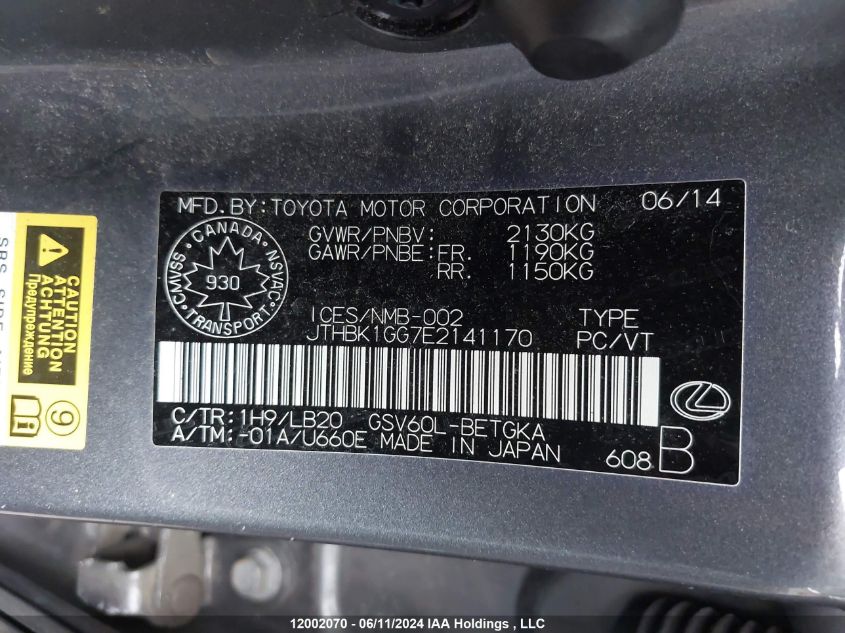 MFD.BY:TOYOTA MOTOR CORPORATION 06/14
GVWR/PNBV: 2130KG
GAWR/PNBE:FR. 1190KG
RR. 1150KG
CANADA
CMVSS NSVAC
930
TRANSPORT
ICES/NMB-002 TYPE
JTHBK1GG7E2141170 PC/VT
C/TR:1H9/LB20 GSV60L-BETGKA
A/TM:-01A/U660E MADE IN JAPAN 608 B
CAUTION
ATTENTION
ACHTUNG
Предупреждение
9
SRS SIDE
12002070 - 06/11/2024 IAA Holdings , LLC